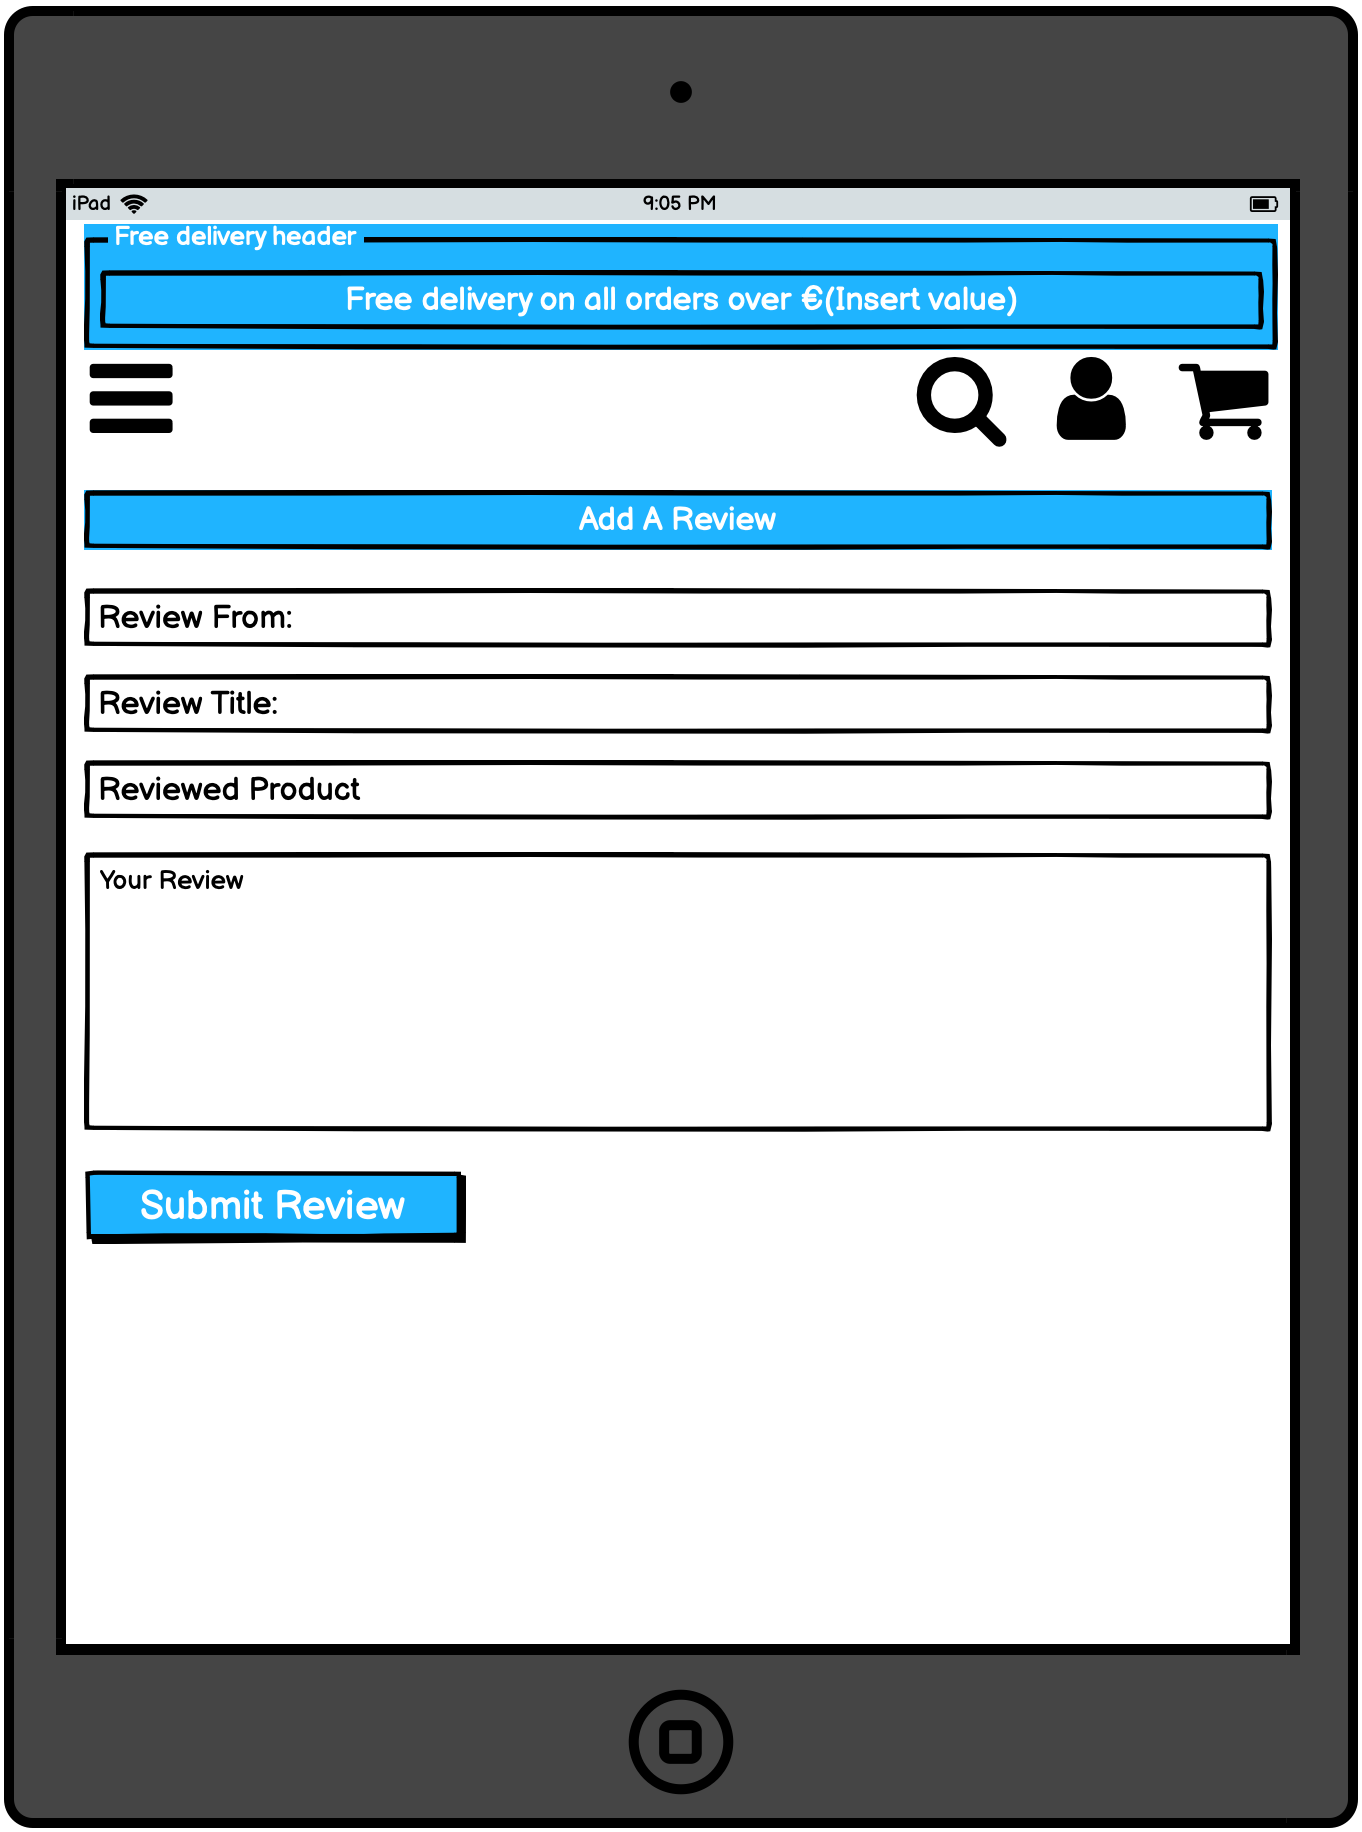 iPad
9:05 PM
Free delivery header
Free delivery on all orders over €(Insert value)
Add A Review
Review From:
Review Title:
Reviewed Product
Your Review
Submit Review